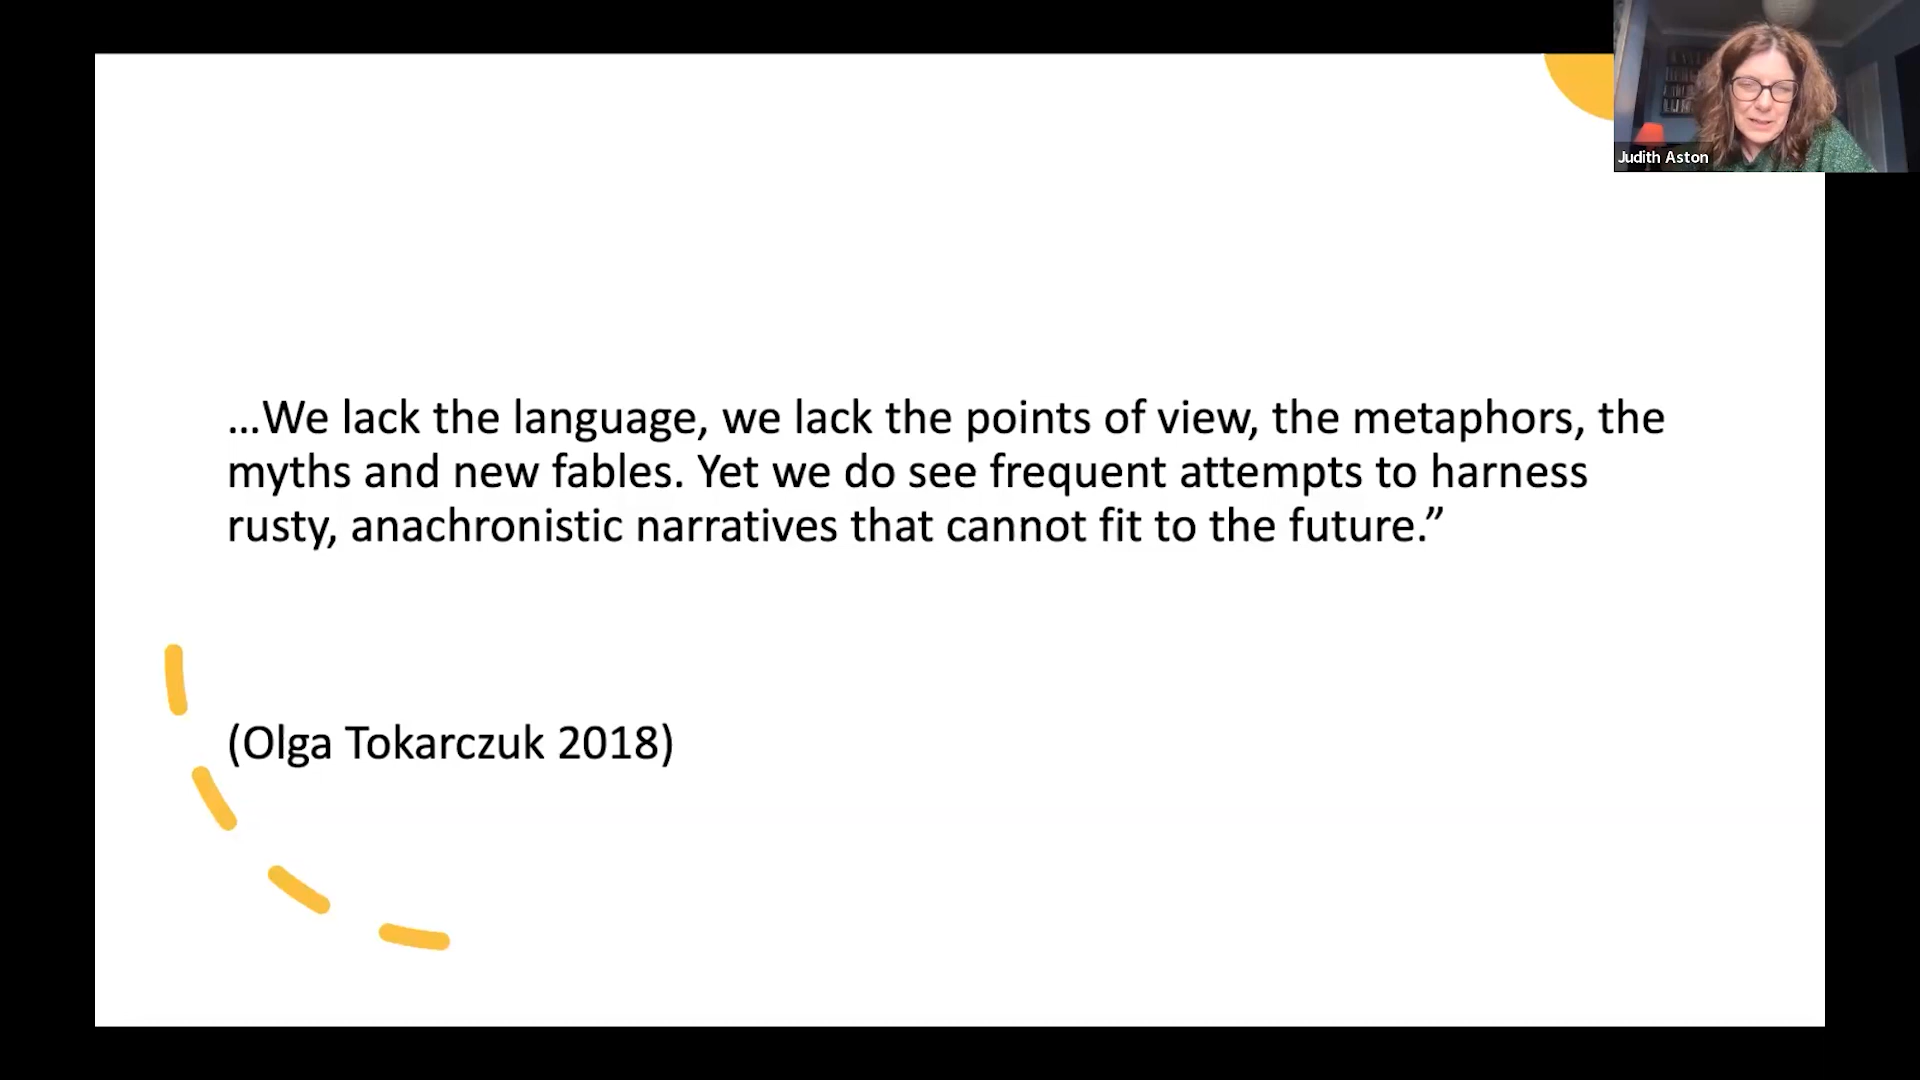 Judith Aston
…We lack the language, we lack the points of view, the metaphors, the
myths and new fables. Yet we do see frequent attempts to harness
rusty, anachronistic narratives that cannot fit to the future.”
(Olga Tokarczuk 2018)